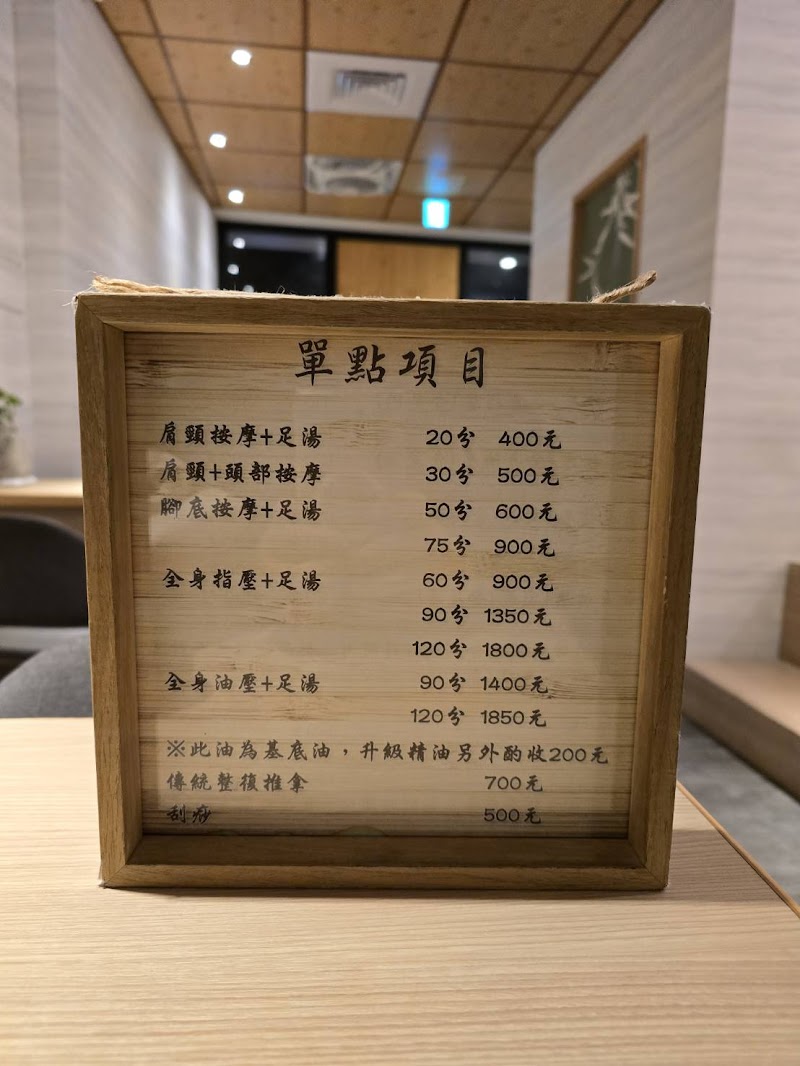 單點項目
肩頸按摩+足湯 20分 400元
肩頸+頭部按摩 30分 500元
腳底按摩+足湯 50分 600元
75分 900元
全身指壓+足湯 60分 900元
90分 1350元
120分 1800元
全身油壓+足湯 90分 1400元
120分 1850元
※此油為基底油，升級精油另外酌收200元
傳統整復推拿 700元
刮痧 500元